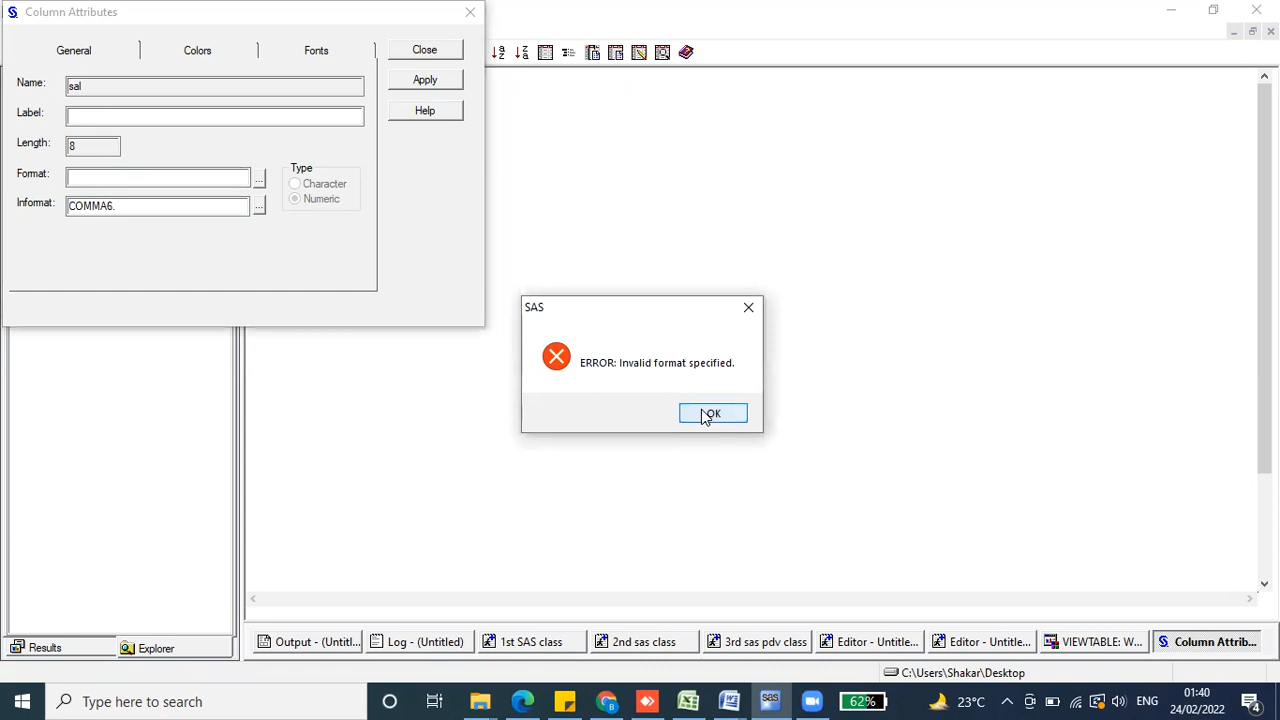 Column Attributes
General
Colors
Fonts
Close
Apply
Help
Name:
sal
Label:
Length:
8
Format:
...
Type
Character
Numeric
Informat:
COMMA6.
...
SAS
ERROR: Invalid format specified.
OK
Results
Explorer
Output - (Untitl...
Log - (Untitled)
1st SAS class
2nd sas class
3rd sas pdv class
Editor - Untitle...
Editor - Untitle...
VIEWTABLE: W...
Column Attrib...
C:\Users\Shakar\Desktop
Type here to search
sas
62%
23°C
ENG
01:40
24/02/2022
4